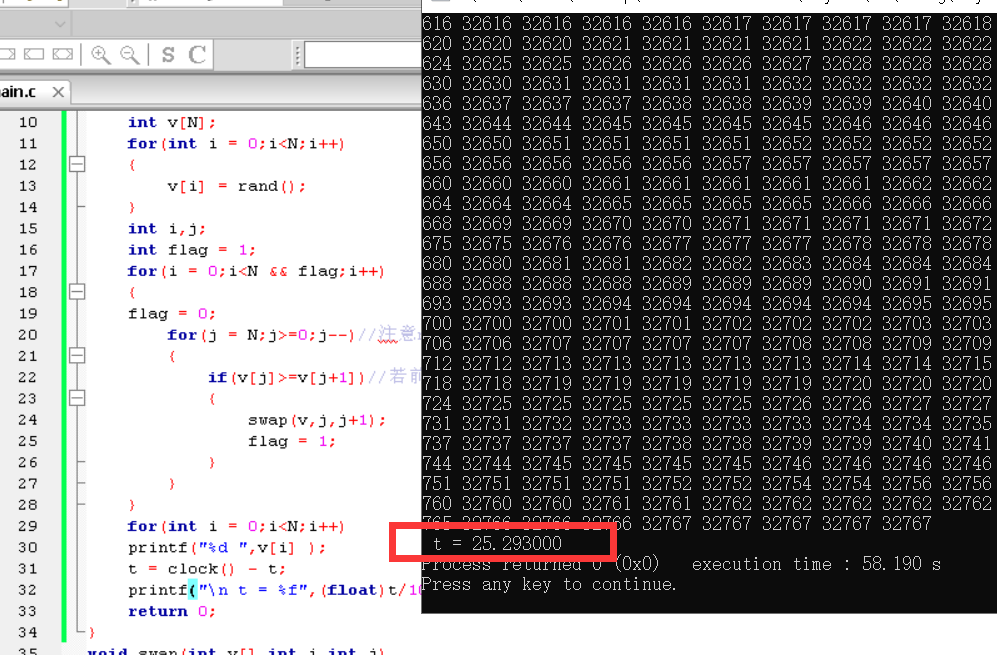 S C
ain.c
10 int v[N];
11 for(int i = 0;i<N;i++)
12 {
13 v[i] = rand();
14 }
15 int i,j;
16 int flag = 1;
17 for(i = 0;i<N && flag;i++)
18 {
19 flag = 0;
20 for(j = N;j>=0;j--)//注意
21 {
22 if(v[j]>=v[j+1])//若前
23 {
24 swap(v,j,j+1);
25 flag = 1;
26 }
27 }
28 }
29 for(int i = 0;i<N;i++)
30 printf("%d ",v[i] );
31 t = clock() - t;
32 printf("\n t = %f",(float)t/10
33 return 0;
34 }
35 void swap(int v[],int i,int j)
616 32616 32616 32616 32616 32617 32617 32617 32617 32618
620 32620 32620 32621 32621 32621 32621 32622 32622 32622
624 32625 32625 32626 32626 32626 32627 32628 32628 32628
630 32630 32631 32631 32631 32631 32632 32632 32632 32632
636 32637 32637 32637 32638 32638 32639 32639 32640 32640
643 32644 32644 32645 32645 32645 32645 32646 32646 32646
650 32650 32651 32651 32651 32651 32652 32652 32652 32652
656 32656 32656 32656 32656 32657 32657 32657 32657 32657
660 32660 32660 32661 32661 32661 32661 32661 32662 32662
664 32664 32664 32664 32665 32665 32665 32666 32666 32666
668 32669 32669 32670 32670 32671 32671 32671 32671 32672
675 32675 32676 32676 32677 32677 32677 32678 32678 32678
680 32680 32681 32681 32682 32682 32683 32684 32684 32684
688 32688 32688 32688 32689 32689 32689 32690 32691 32691
693 32693 32693 32694 32694 32694 32694 32694 32695 32695
700 32700 32700 32701 32701 32702 32702 32702 32703 32703
706 32706 32707 32707 32707 32707 32708 32708 32709 32709
712 32712 32713 32713 32713 32713 32713 32714 32714 32715
718 32718 32719 32719 32719 32719 32719 32720 32720 32720
724 32725 32725 32725 32725 32725 32726 32726 32727 32727
731 32731 32732 32733 32733 32733 32733 32734 32734 32735
737 32737 32737 32737 32738 32738 32739 32739 32740 32741
744 32744 32745 32745 32745 32745 32746 32746 32746 32746
751 32751 32751 32751 32752 32752 32754 32754 32756 32756
760 32760 32760 32761 32761 32762 32762 32762 32762 32762
32766 32767 32767 32767 32767 32767
t = 25.293000
Process returned 0 (0x0) execution time : 58.190 s
Press any key to continue.